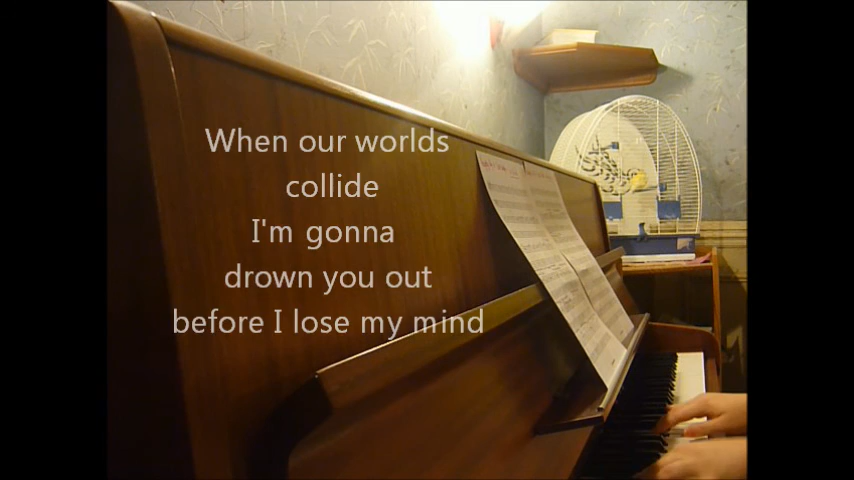 When our worlds
collide
I'm gonna
drown you out
before I lose my mind